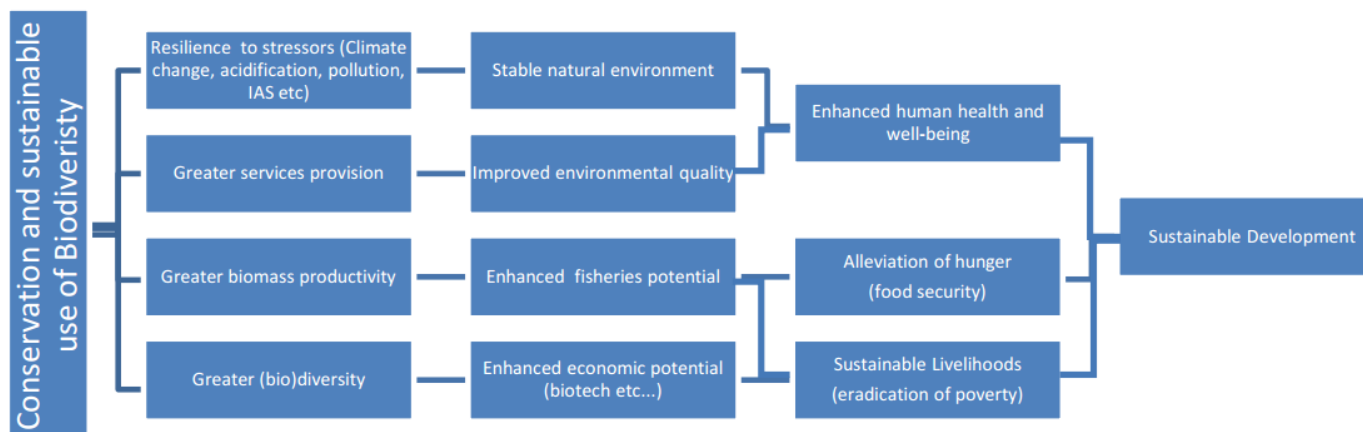 Conservation and sustainable
use of Biodiveristy
Resilience to stressors (Climate
change, acidification, pollution,
IAS etc)
Stable natural environment
Greater services provision
Improved environmental quality
Enhanced human health and
well-being
Greater biomass productivity
Enhanced fisheries potential
Alleviation of hunger
(food security)
Greater (bio)diversity
Enhanced economic potential
(biotech etc...)
Sustainable Livelihoods
(eradication of poverty)
Sustainable Development